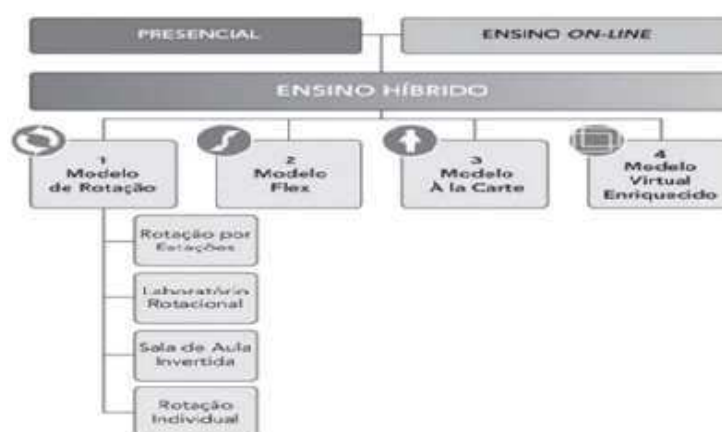 PRESENCIAL
ENSINO ON-LINE
ENSINO HÍBRIDO
1
Modelo
de Rotação
2
Modelo
Flex
3
Modelo
À la Carte
4
Modelo
Virtual
Enriquecido
Rotação por
Estações
Laboratório
Rotacional
Sala de Aula
Invertida
Rotação
Individual